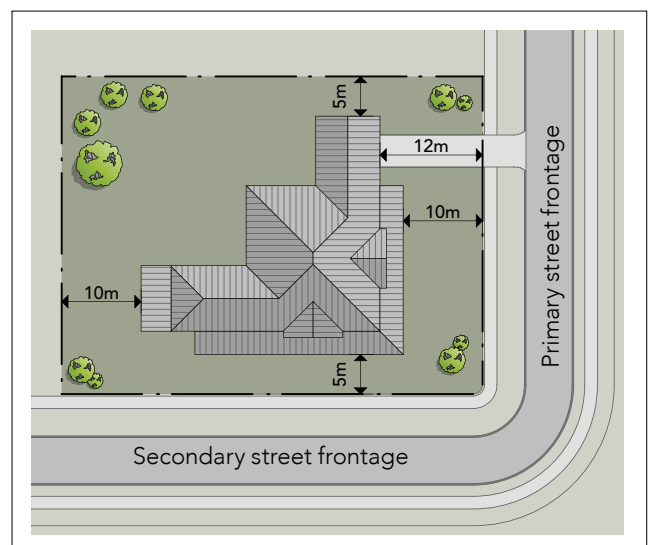 5m
12m
10m
10m
5m
Primary street frontage
Secondary street frontage